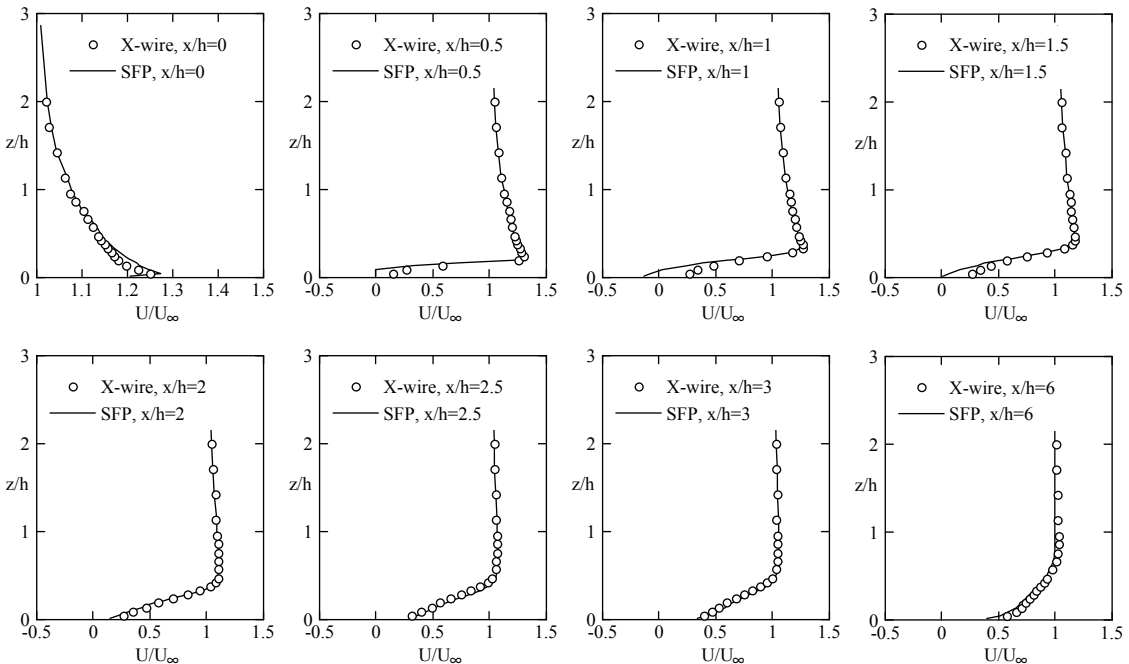 3
X-wire, x/h=0
SFP, x/h=0
2
z/h
1
0
1
1.1
1.2
1.3
1.5
U/U∞
3
X-wire, x/h=0.5
SFP, x/h=0.5
2
z/h
1
0
-0.5
0
0.5
1
1.5
U/U∞
3
X-wire, x/h=1
SFP, x/h=1
2
z/h
1
0
-0.5
0
0.5
1
1.5
U/U∞
3
X-wire, x/h=1.5
SFP, x/h=1.5
2
z/h
1
0
-0.5
0
0.5
1
1.5
U/U∞
3
X-wire, x/h=2
SFP, x/h=2
2
z/h
1
0
-0.5
0
0.5
1
1.5
U/U∞
3
X-wire, x/h=2.5
SFP, x/h=2.5
2
z/h
1
0
-0.5
0
0.5
1
1.5
U/U∞
3
X-wire, x/h=3
SFP, x/h=3
2
z/h
1
0
-0.5
0
0.5
1
1.5
U/U∞
3
X-wire, x/h=6
SFP, x/h=6
2
z/h
1
0
-0.5
0
0.5
1
1.5
U/U∞